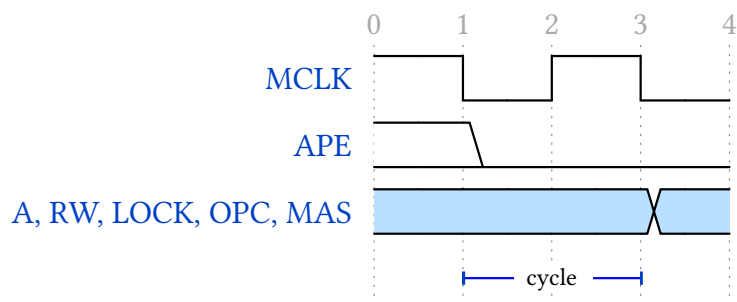 0 1 2 3 4
MCLK
APE
A, RW, LOCK, OPC, MAS
cycle